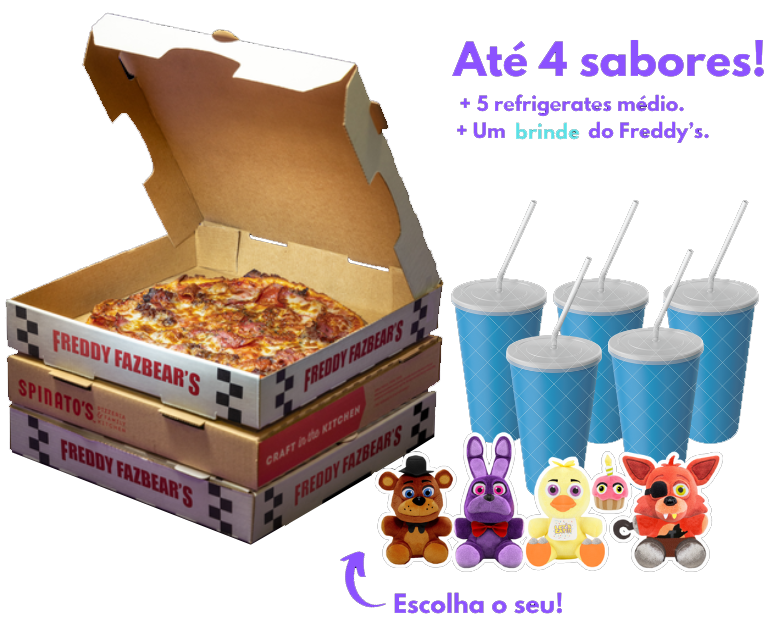 Até 4 sabores!
+ 5 refrigerates médio.
+ Um brinde do Freddy's.
FREDDY FAZBEAR'S
FREDDY FAZBEAR'S
SPINATO'S
CRAFT in the KITCHEN
FREDDY FAZBEAR'S
FREDDY FAZBEAR'S
Escolha o seu!